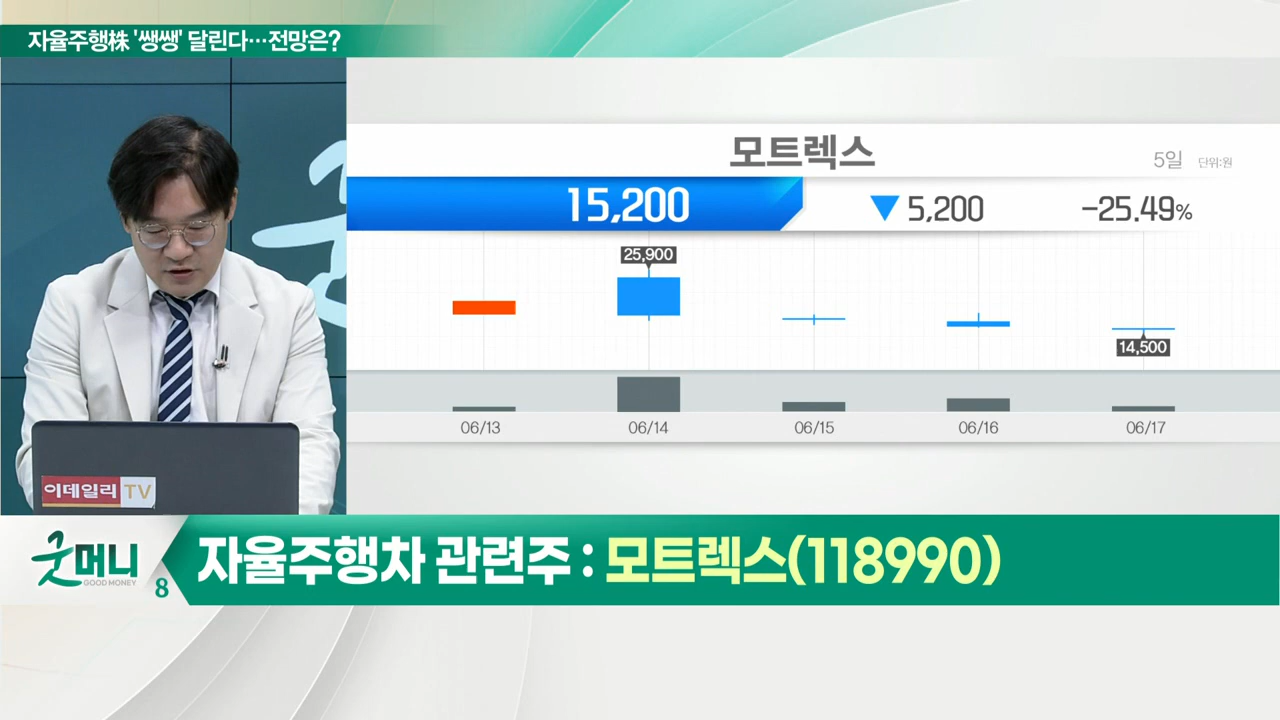 자율주행株 '쌩쌩' 달린다…전망은?
모트렉스
5일 단위:원
15,200 ▼ 5,200 -25.49%
25,900
14,500
06/13 06/14 06/15 06/16 06/17
이데일리 TV
굿머니
GOOD MONEY
8
자율주행차 관련주 : 모트렉스(118990)